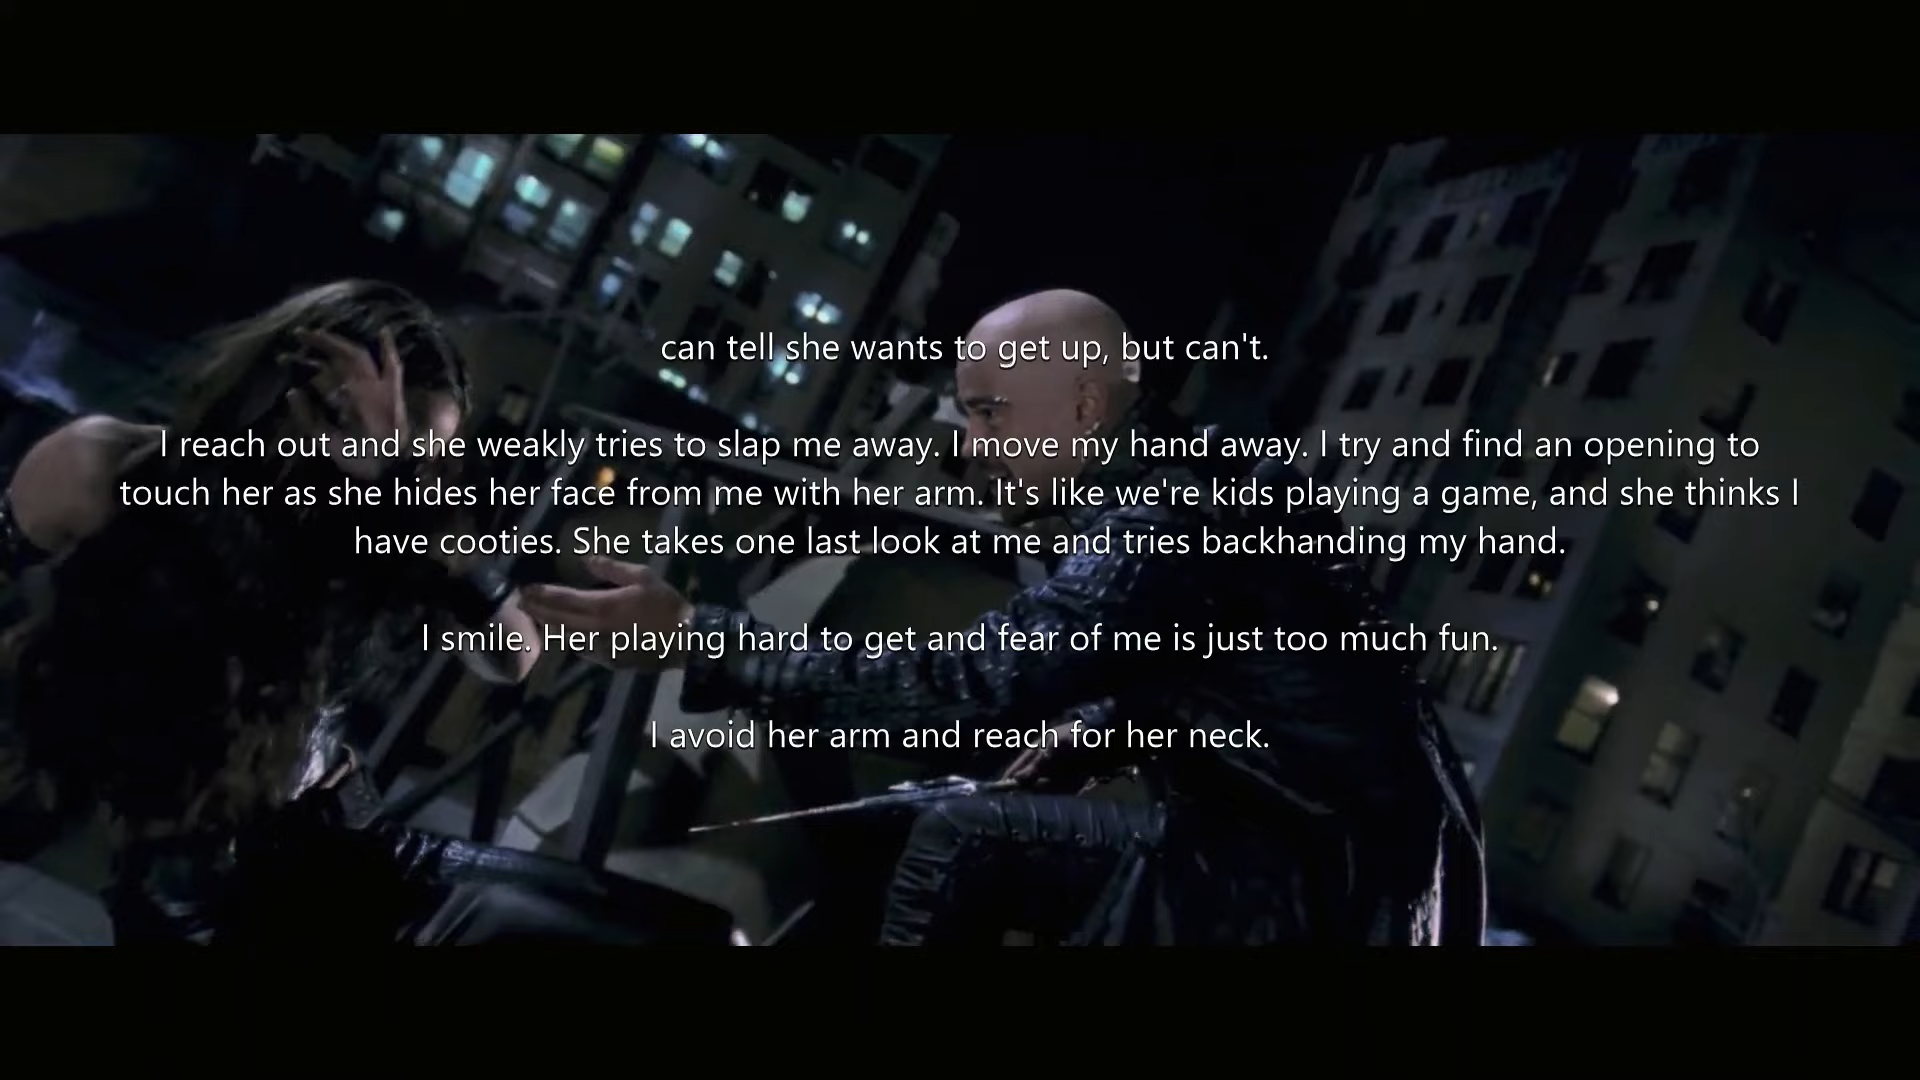 can tell she wants to get up, but can't.
I reach out and she weakly tries to slap me away. I move my hand away. I try and find an opening to
touch her as she hides her face from me with her arm. It's like we're kids playing a game, and she thinks I
have cooties. She takes one last look at me and tries backhanding my hand.
I smile. Her playing hard to get and fear of me is just too much fun.
I avoid her arm and reach for her neck.